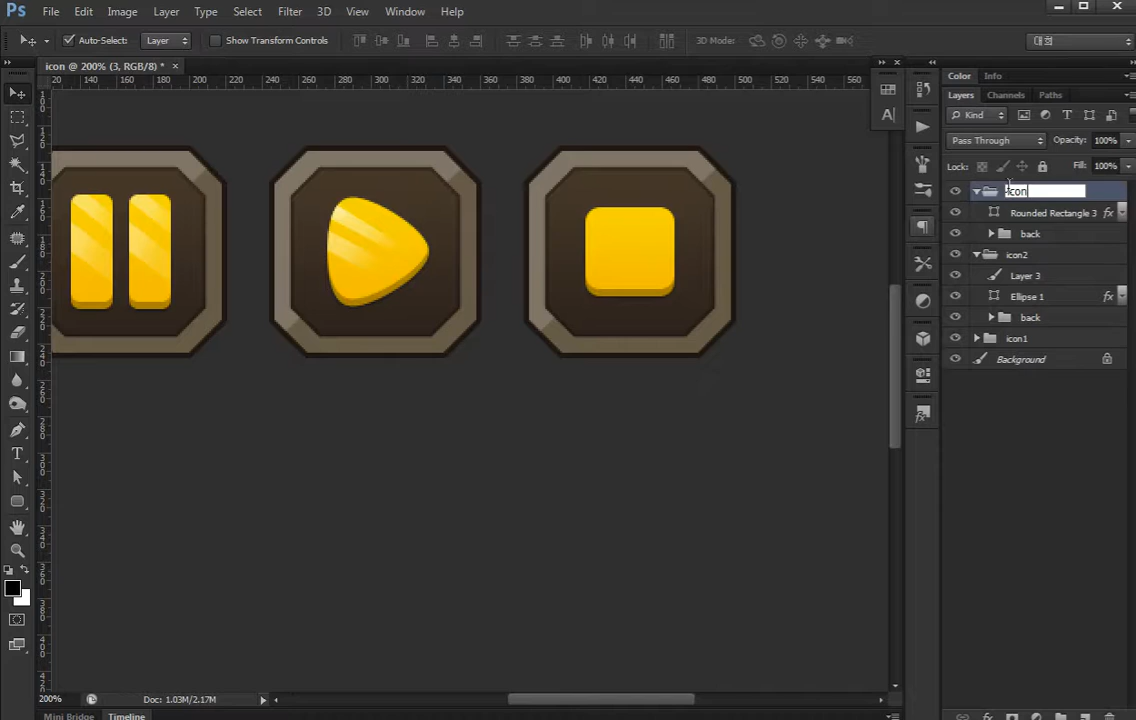 Ps File Edit Image Layer Type Select Filter 3D View Window Help
Auto-Select: Layer Show Transform Controls 3D Mode:
icon @ 200% (3, RGB/8) * ×
20 140 160 180 200 220 240 260 280 300 320 340 360 380 400 420 440 460 480 500 520 540 560
Color Info
Layers Channels Paths
Kind
Pass Through Opacity: 100%
Lock: Fill: 100%
icon
Rounded Rectangle 3 fx
back
icon2
Layer 3
Ellipse 1 fx
back
icon1
Background
200% Doc: 1.03M/2.17M
Mini Bridge Timeline